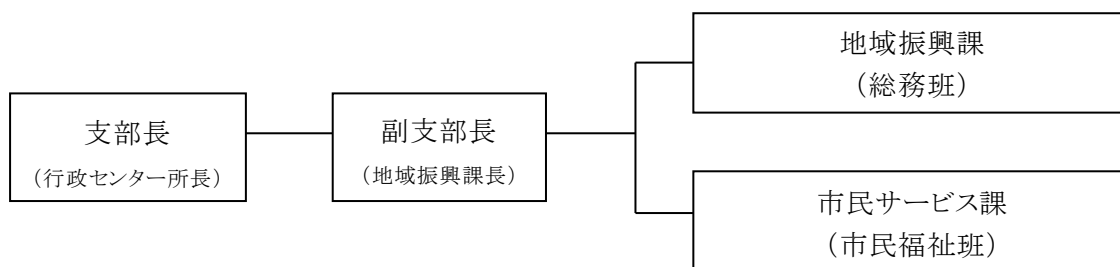 支部長
（行政センター所長）
副支部長
（地域振興課長）
地域振興課
（総務班）
市民サービス課
（市民福祉班）